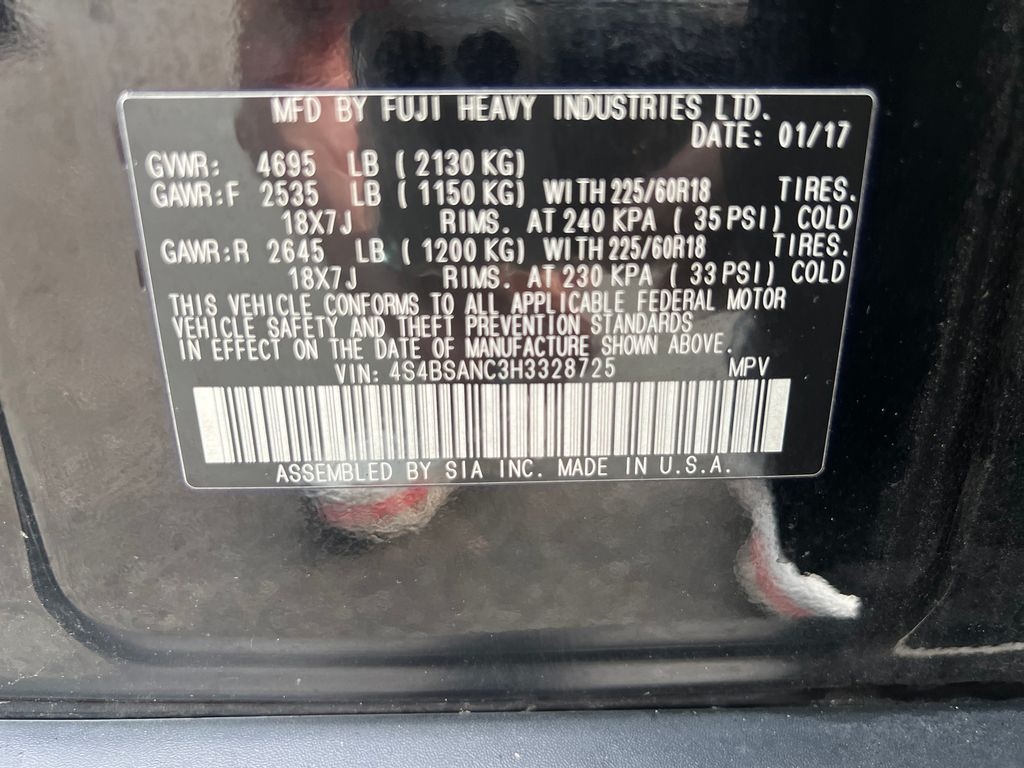 MFD BY FUJI HEAVY INDUSTRIES LTD.
DATE: 01/17
GVWR: 4695 LB ( 2130 KG)
GAWR:F 2535 LB ( 1150 KG) WITH 225/60R18 TIRES.
18X7J RIMS. AT 240 KPA ( 35 PSI) COLD
GAWR:R 2645 LB ( 1200 KG) WITH 225/60R18 TIRES.
18X7J RIMS. AT 230 KPA ( 33 PSI) COLD
THIS VEHICLE CONFORMS TO ALL APPLICABLE FEDERAL MOTOR
VEHICLE SAFETY AND THEFT PREVENTION STANDARDS
IN EFFECT ON THE DATE OF MANUFACTURE SHOWN ABOVE.
VIN: 4S4BSANC3H3328725 MPV
ASSEMBLED BY SIA INC. MADE IN U.S.A.